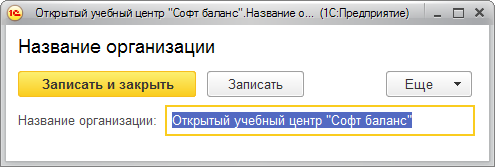 Открытый учебный центр "Софт баланс".Название о... (1С:Предприятие)
Название организации
Записать и закрыть Записать Еще
Название организации: Открытый учебный центр "Софт баланс"